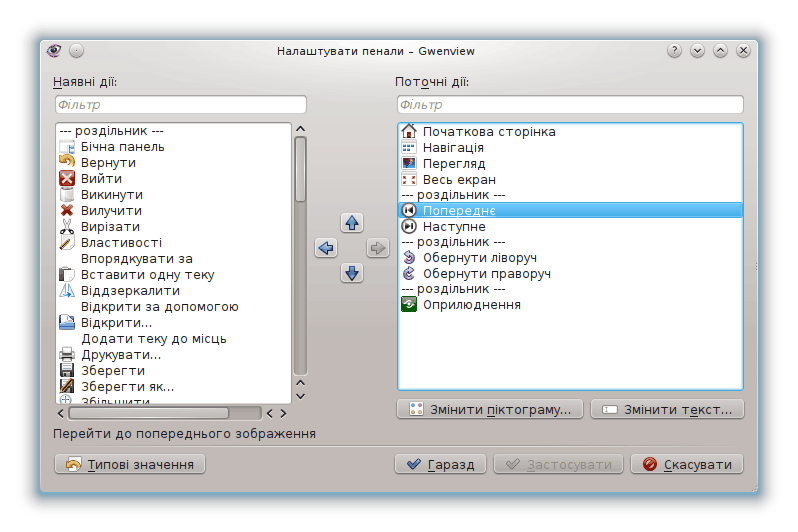 Налаштувати пенали – Gwenview
Наявні дії:
Фільтр
--- роздільник ---
Бічна панель
Вернути
Вийти
Викинути
Вилучити
Вирізати
Властивості
Впорядкувати за
Вставити одну теку
Віддзеркалити
Відкрити за допомогою
Відкрити...
Додати теку до місць
Друкувати...
Зберегти
Зберегти як...
Збільшити
Поточні дії:
Фільтр
Початкова сторінка
Навігація
Перегляд
Весь екран
--- роздільник ---
Попереднє
Наступне
--- роздільник ---
Обернути ліворуч
Обернути праворуч
--- роздільник ---
Оприлюднення
Змінити піктограму... Змінити текст...
Перейти до попереднього зображення
Типові значення Гаразд Застосувати Скасувати